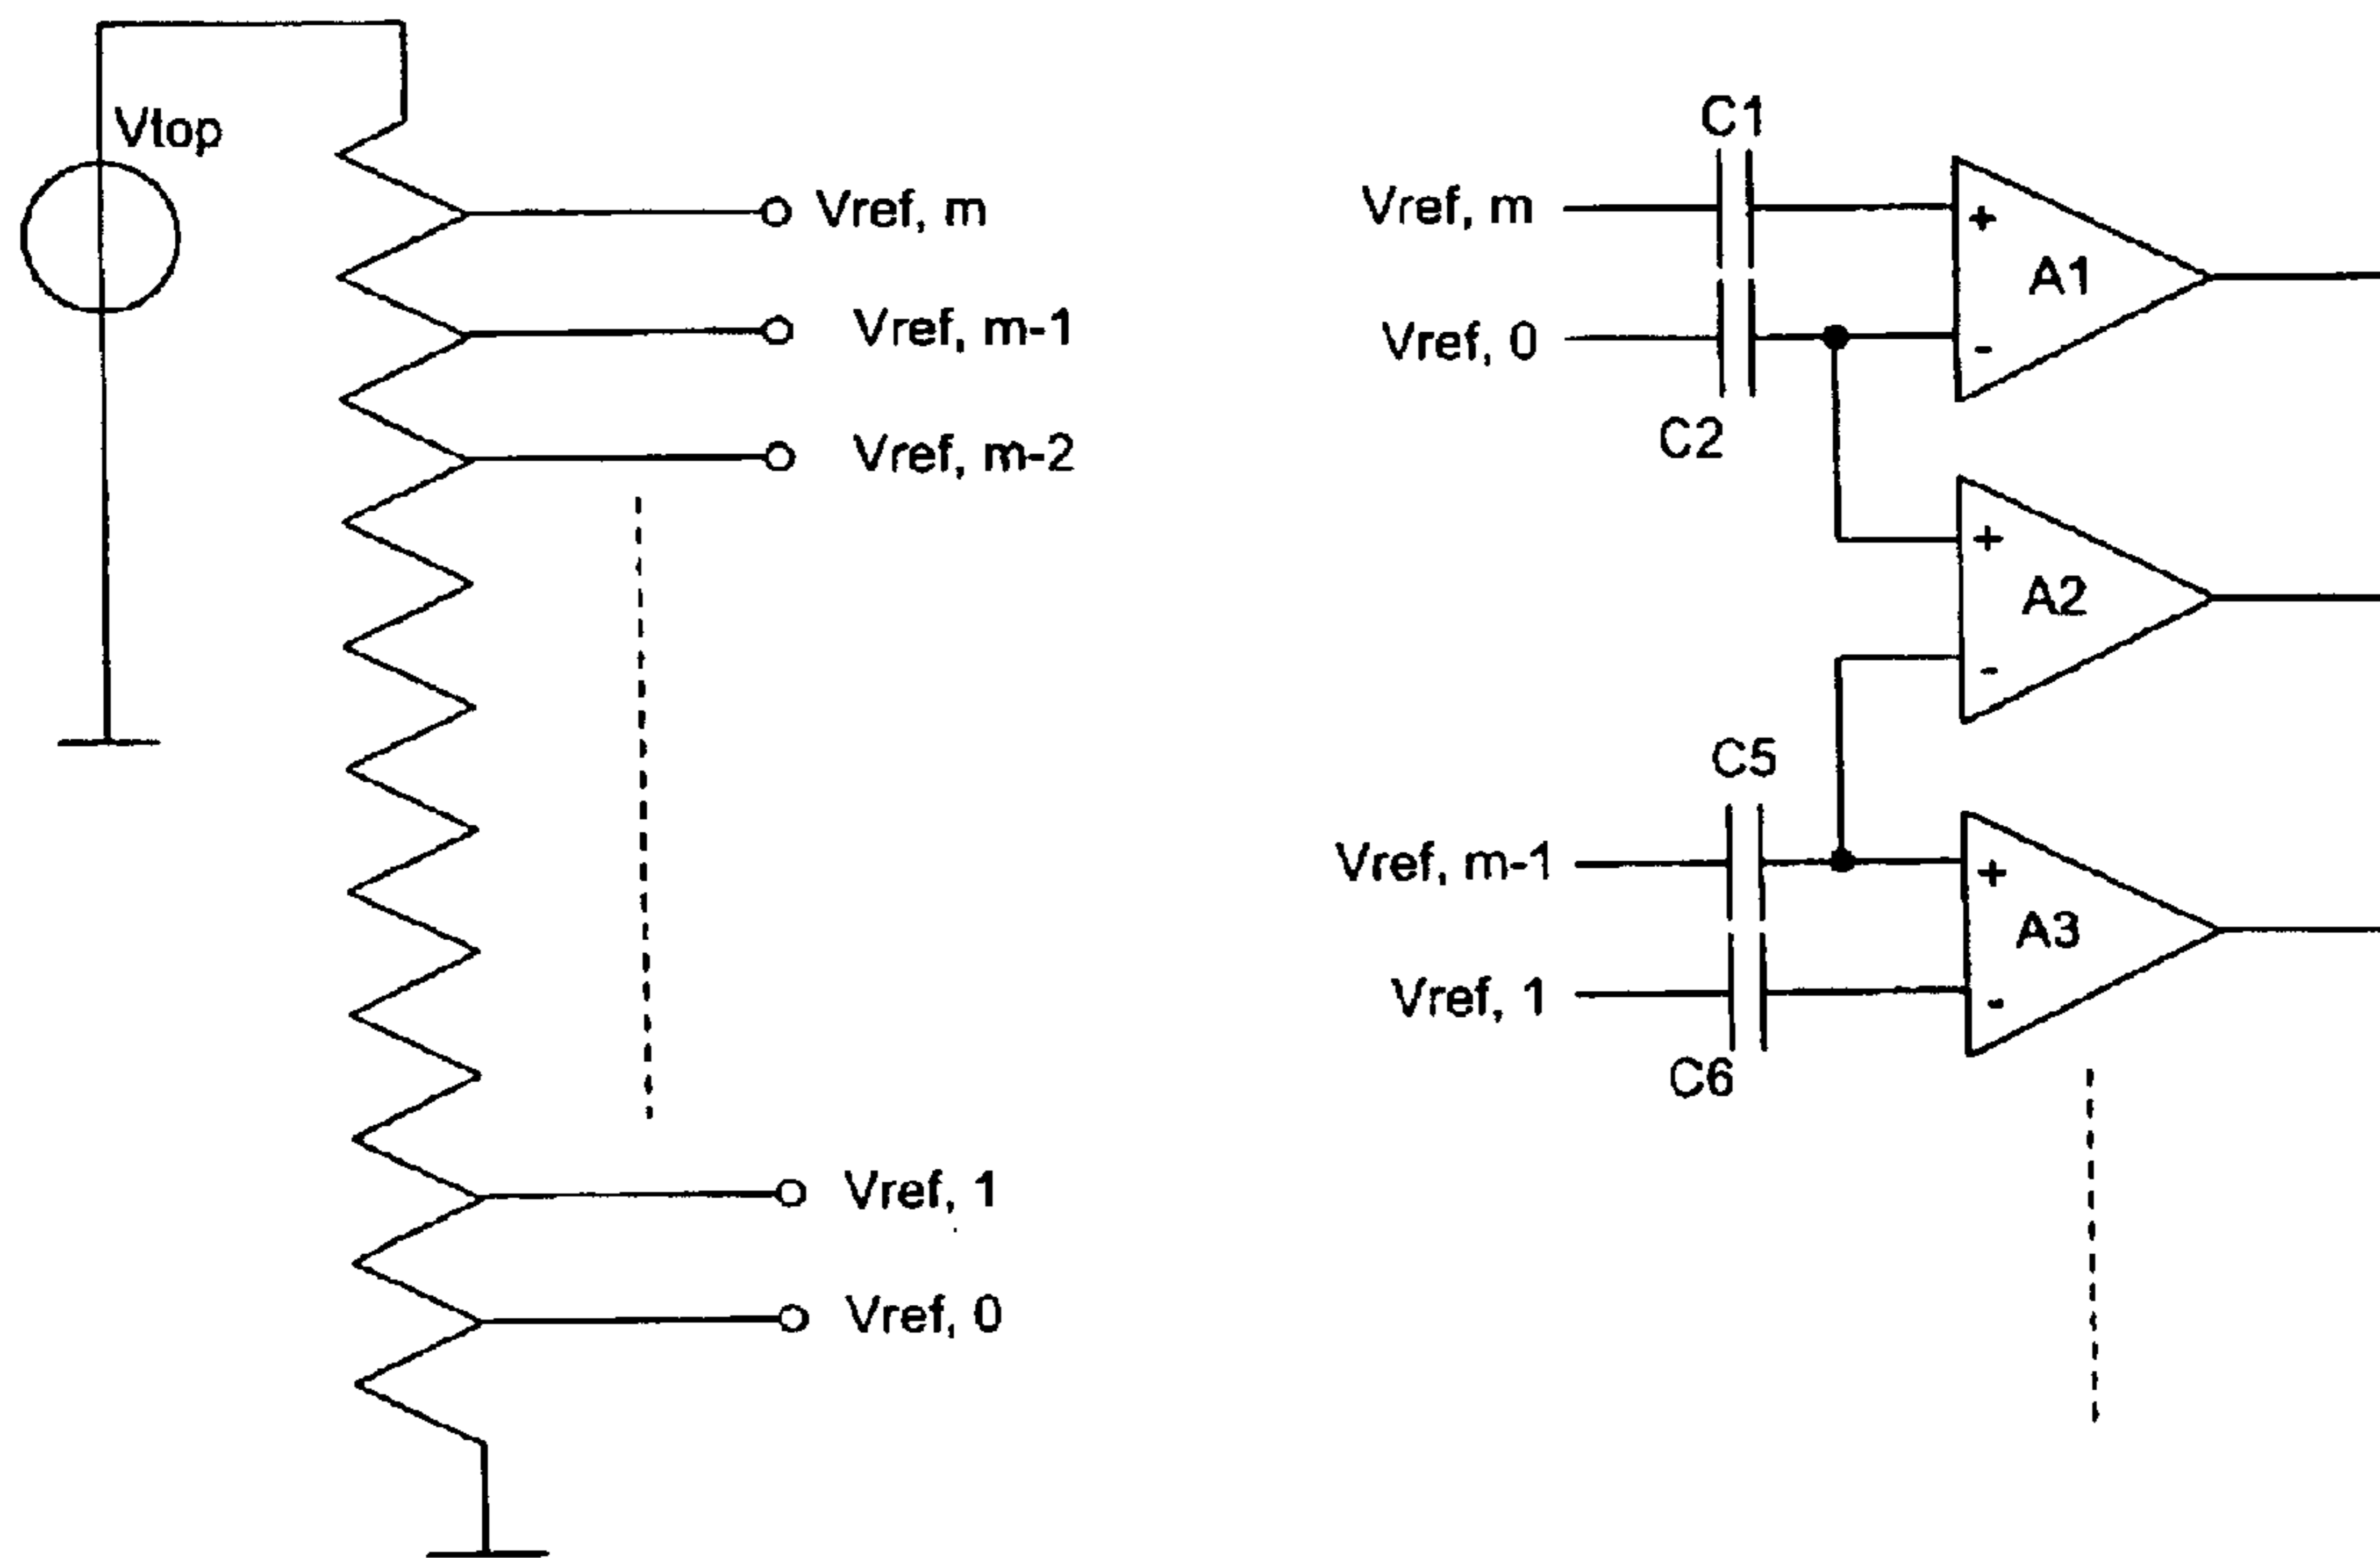 Vtop
Vref, m
Vref, m-1
Vref, m-2
Vref, 1
Vref, 0
C1
Vref, m
+
A1
Vref, 0
-
C2
+
A2
-
C5
Vref, m-1
+
A3
Vref, 1
-
C6